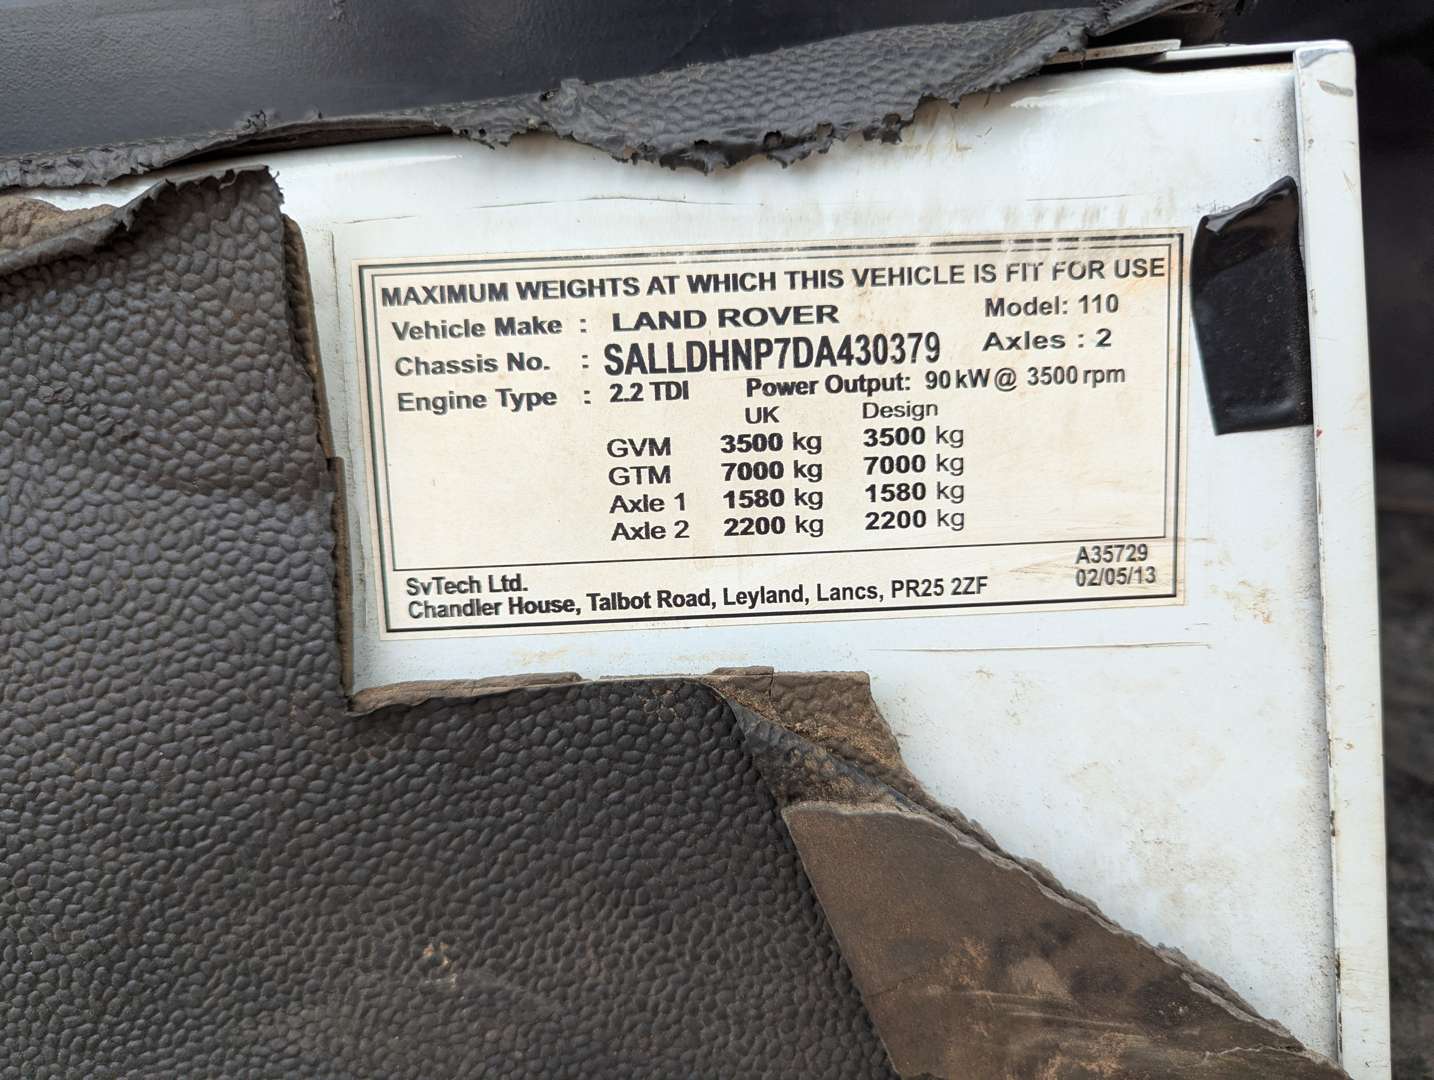 MAXIMUM WEIGHTS AT WHICH THIS VEHICLE IS FIT FOR USE
Vehicle Make : LAND ROVER Model: 110
Chassis No. : SALLDHNP7DA430379 Axles : 2
Engine Type : 2.2 TDI Power Output: 90 kW @ 3500 rpm
UK Design
GVM 3500 kg 3500 kg
GTM 7000 kg 7000 kg
Axle 1 1580 kg 1580 kg
Axle 2 2200 kg 2200 kg
SvTech Ltd. A35729
Chandler House, Talbot Road, Leyland, Lancs, PR25 2ZF 02/05/13